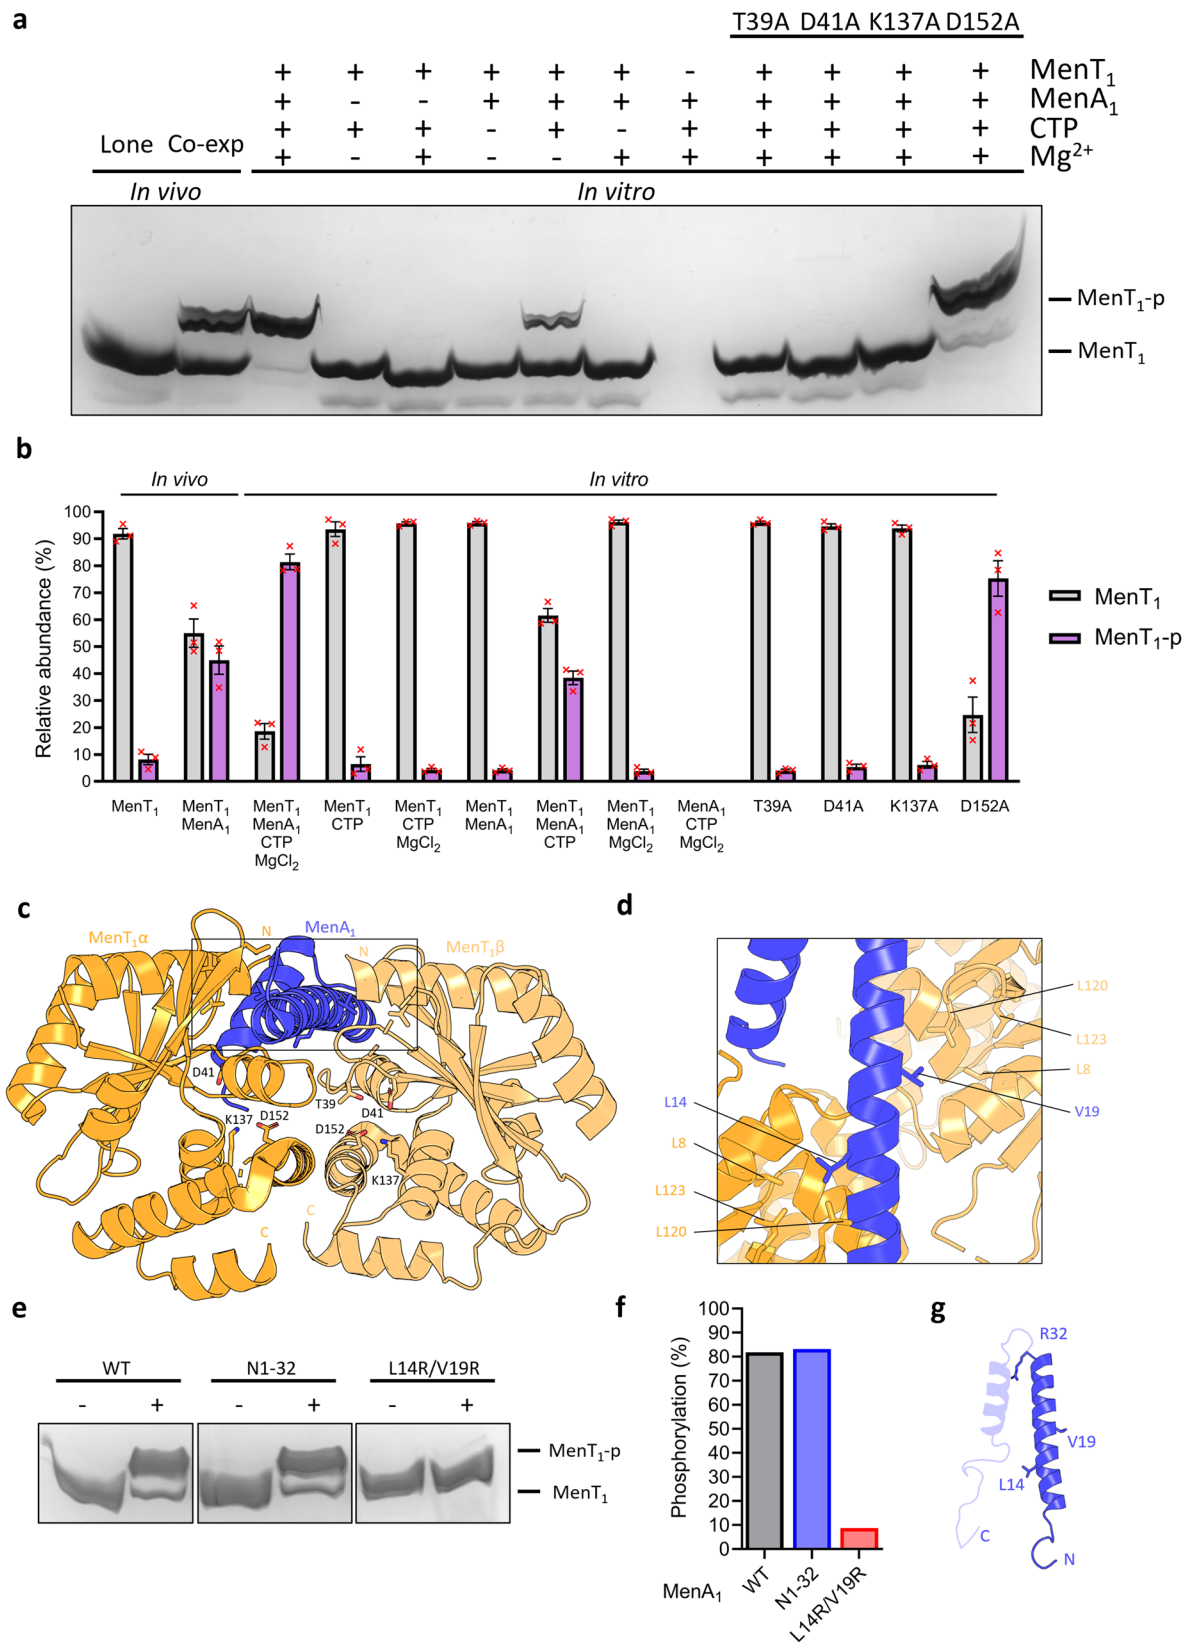 a
T39A D41A K137A D152A
+ + + + + + - + + + + MenT1
+ - - + + + + + + + + MenA1
+ + + - + - + + + + + CTP
+ - + - - + + + + + + Mg2+
Lone Co-exp
In vivo In vitro
MenT1-p
MenT1
b
In vivo In vitro
Relative abundance (%)
100
90
80
70
60
50
40
30
20
10
0
MenT1
MenT1-p
MenT1
MenT1 MenA1
MenT1 MenA1 CTP MgCl2
MenT1 CTP
MenT1 CTP MgCl2
MenT1 MenA1
MenT1 MenA1 CTP
MenT1 MenA1 MgCl2
MenA1 CTP MgCl2
T39A
D41A
K137A
D152A
c
MenT1α
N
MenA1
N
MenT1β
D41
K137
D152
T39
D41
D152
K137
C
C
d
L120
L123
L8
V19
L14
L8
L123
L120
e
WT N1-32 L14R/V19R
- + - + - +
MenT1-p
MenT1
f
Phosphorylation (%)
100
90
80
70
60
50
40
30
20
10
0
MenA1
WT
N1-32
L14R/V19R
g
R32
V19
L14
C
N